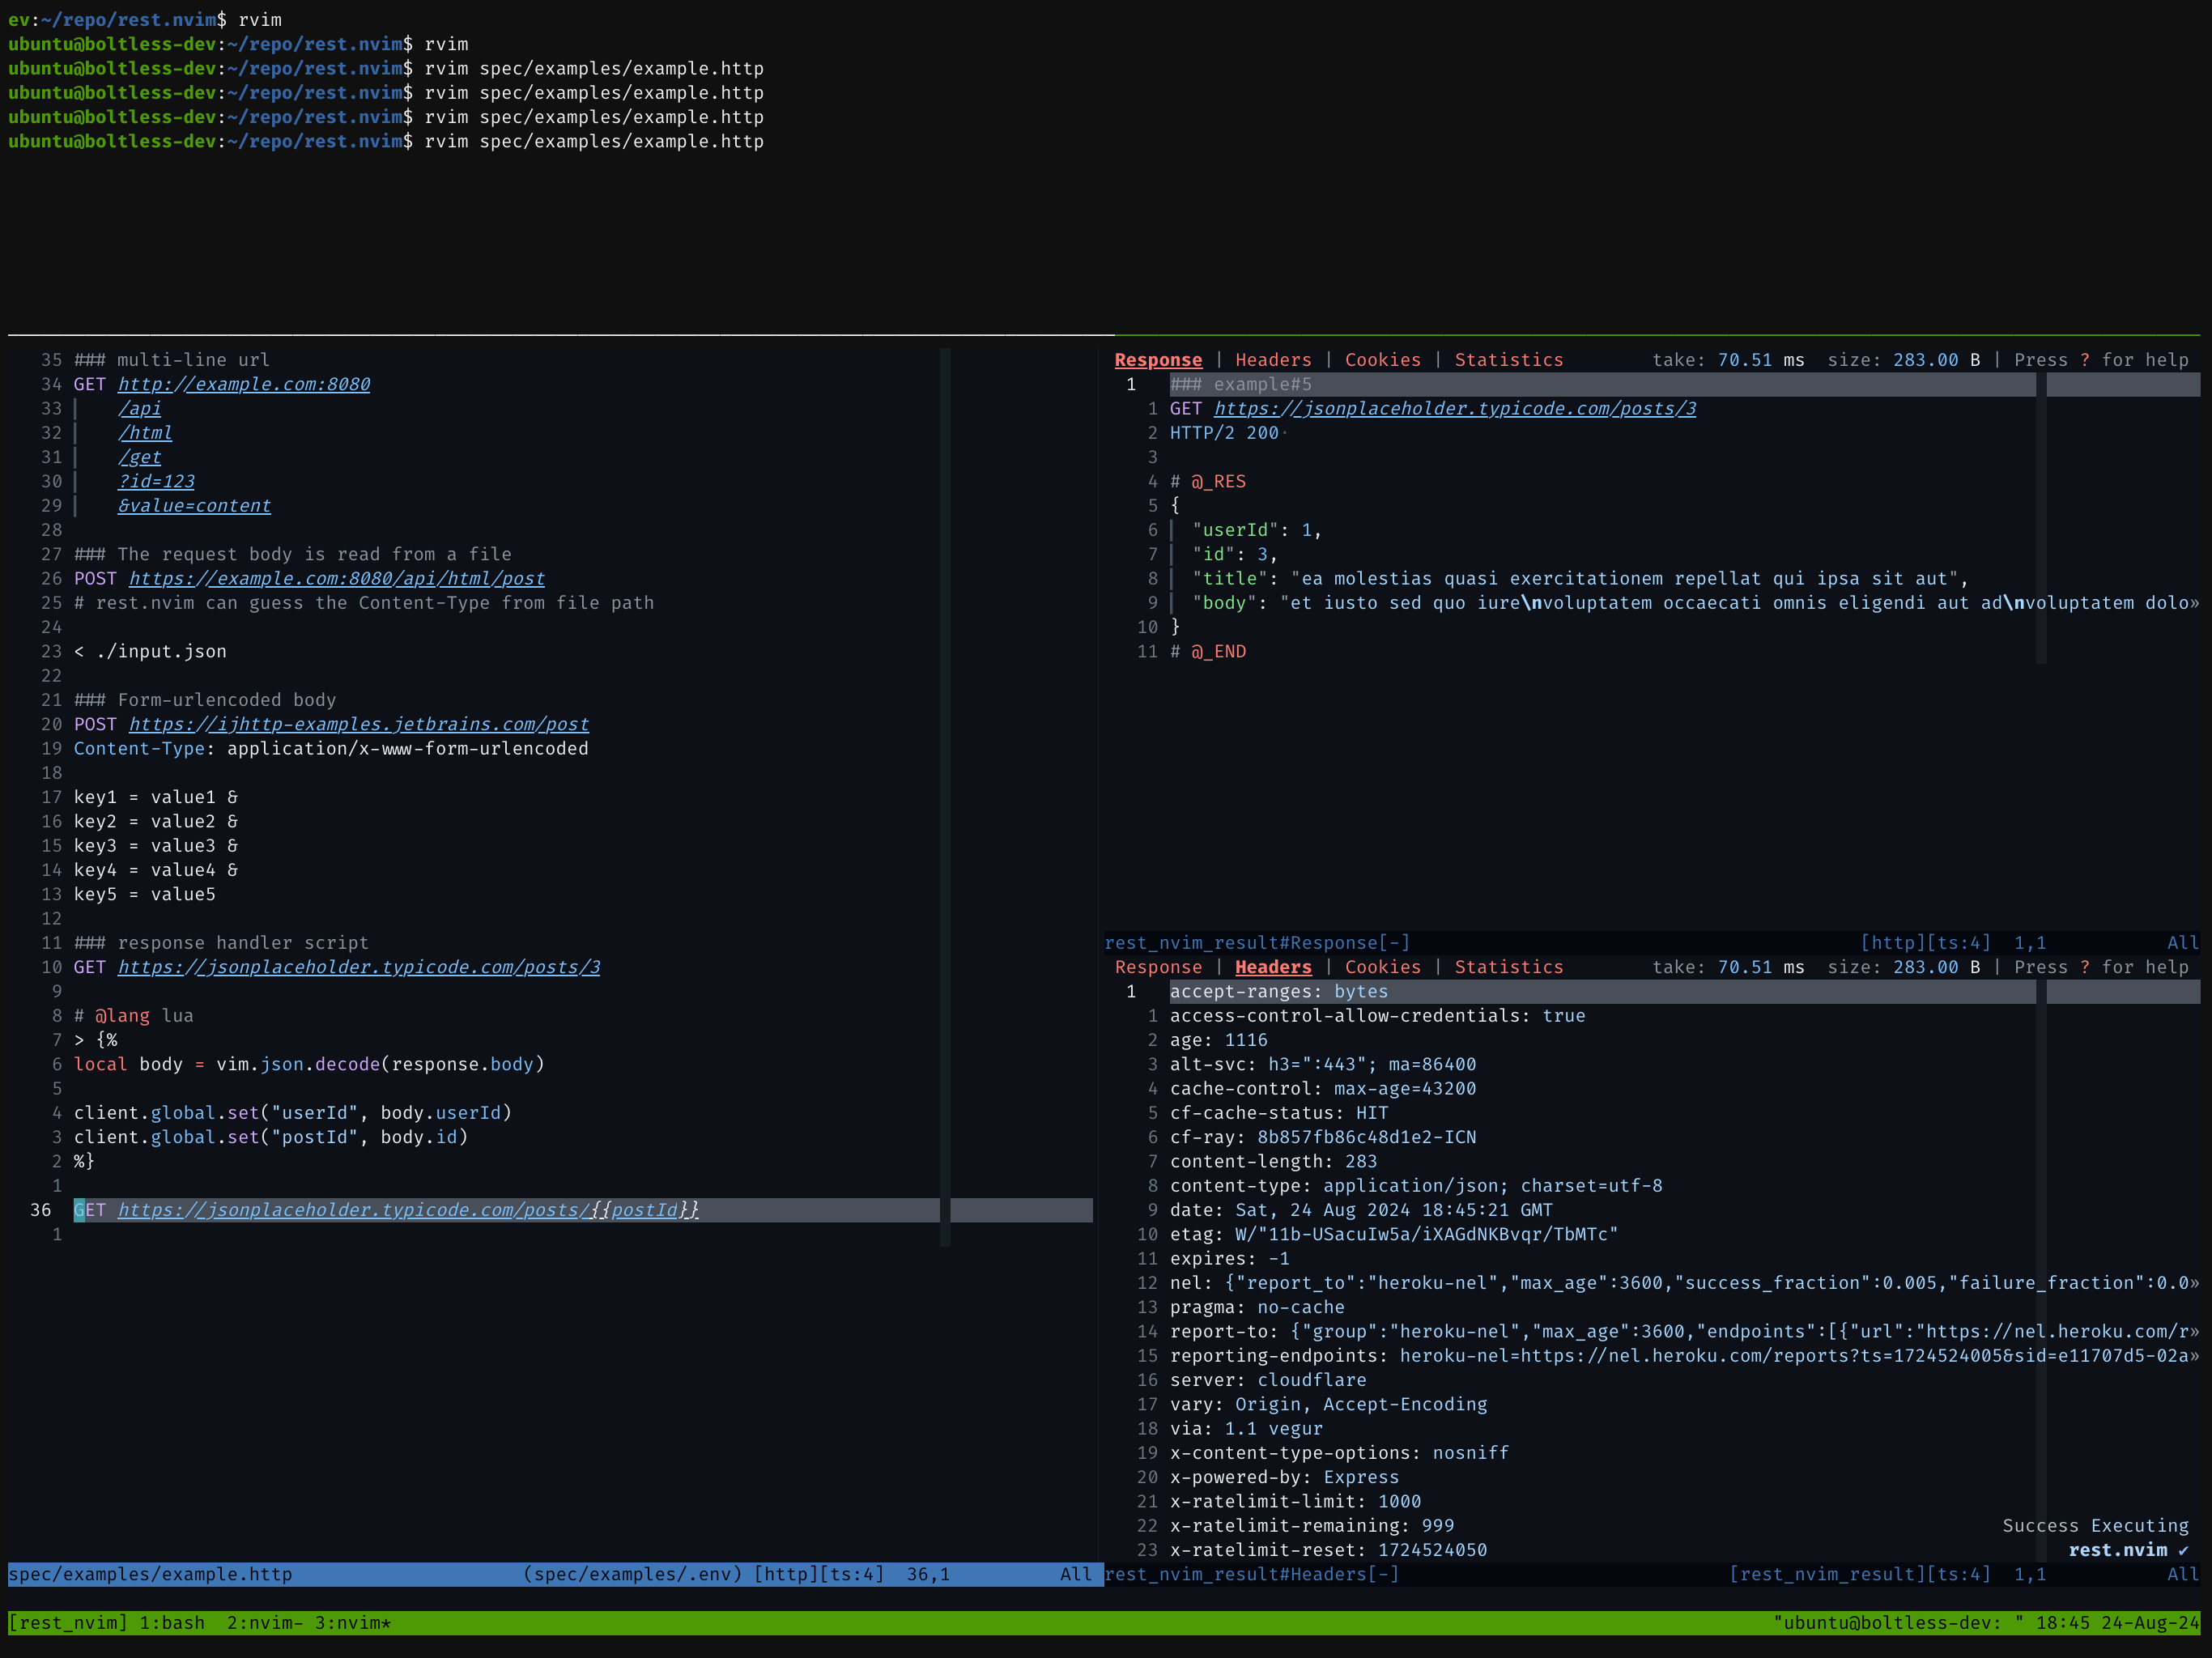 ev:~/repo/rest.nvim$ rvim
ubuntu@boltless-dev:~/repo/rest.nvim$ rvim
ubuntu@boltless-dev:~/repo/rest.nvim$ rvim spec/examples/example.http
ubuntu@boltless-dev:~/repo/rest.nvim$ rvim spec/examples/example.http
ubuntu@boltless-dev:~/repo/rest.nvim$ rvim spec/examples/example.http
ubuntu@boltless-dev:~/repo/rest.nvim$ rvim spec/examples/example.http
35 ### multi-line url
34 GET http://example.com:8080
33 /api
32 /html
31 /get
30 ?id=123
29 &value=content
28
27 ### The request body is read from a file
26 POST https://example.com:8080/api/html/post
25 # rest.nvim can guess the Content-Type from file path
24
23 < ./input.json
22
21 ### Form-urlencoded body
20 POST https://ijhttp-examples.jetbrains.com/post
19 Content-Type: application/x-www-form-urlencoded
18
17 key1 = value1 &
16 key2 = value2 &
15 key3 = value3 &
14 key4 = value4 &
13 key5 = value5
12
11 ### response handler script
10 GET https://jsonplaceholder.typicode.com/posts/3
9
8 # @lang lua
7 > {%
6 local body = vim.json.decode(response.body)
5
4 client.global.set("userId", body.userId)
3 client.global.set("postId", body.id)
2 %}
1
36 GET https://jsonplaceholder.typicode.com/posts/{{postId}}
1
spec/examples/example.http (spec/examples/.env) [http][ts:4] 36,1 All
Response | Headers | Cookies | Statistics take: 70.51 ms size: 283.00 B | Press ? for help
1 ### example#5
1 GET https://jsonplaceholder.typicode.com/posts/3
2 HTTP/2 200·
3
4 # @_RES
5 {
6 "userId": 1,
7 "id": 3,
8 "title": "ea molestias quasi exercitationem repellat qui ipsa sit aut",
9 "body": "et iusto sed quo iure\nvoluptatem occaecati omnis eligendi aut ad\nvoluptatem dolo»
10 }
11 # @_END
rest_nvim_result#Response[-] [http][ts:4] 1,1 All
Response | Headers | Cookies | Statistics take: 70.51 ms size: 283.00 B | Press ? for help
1 accept-ranges: bytes
1 access-control-allow-credentials: true
2 age: 1116
3 alt-svc: h3=":443"; ma=86400
4 cache-control: max-age=43200
5 cf-cache-status: HIT
6 cf-ray: 8b857fb86c48d1e2-ICN
7 content-length: 283
8 content-type: application/json; charset=utf-8
9 date: Sat, 24 Aug 2024 18:45:21 GMT
10 etag: W/"11b-USacuIw5a/iXAGdNKBvqr/TbMTc"
11 expires: -1
12 nel: {"report_to":"heroku-nel","max_age":3600,"success_fraction":0.005,"failure_fraction":0.0»
13 pragma: no-cache
14 report-to: {"group":"heroku-nel","max_age":3600,"endpoints":[{"url":"https://nel.heroku.com/r»
15 reporting-endpoints: heroku-nel=https://nel.heroku.com/reports?ts=1724524005&sid=e11707d5-02a»
16 server: cloudflare
17 vary: Origin, Accept-Encoding
18 via: 1.1 vegur
19 x-content-type-options: nosniff
20 x-powered-by: Express
21 x-ratelimit-limit: 1000
22 x-ratelimit-remaining: 999 Success Executing
23 x-ratelimit-reset: 1724524050 rest.nvim ✔
rest_nvim_result#Headers[-] [rest_nvim_result][ts:4] 1,1 All
[rest_nvim] 1:bash 2:nvim- 3:nvim* "ubuntu@boltless-dev: " 18:45 24-Aug-24